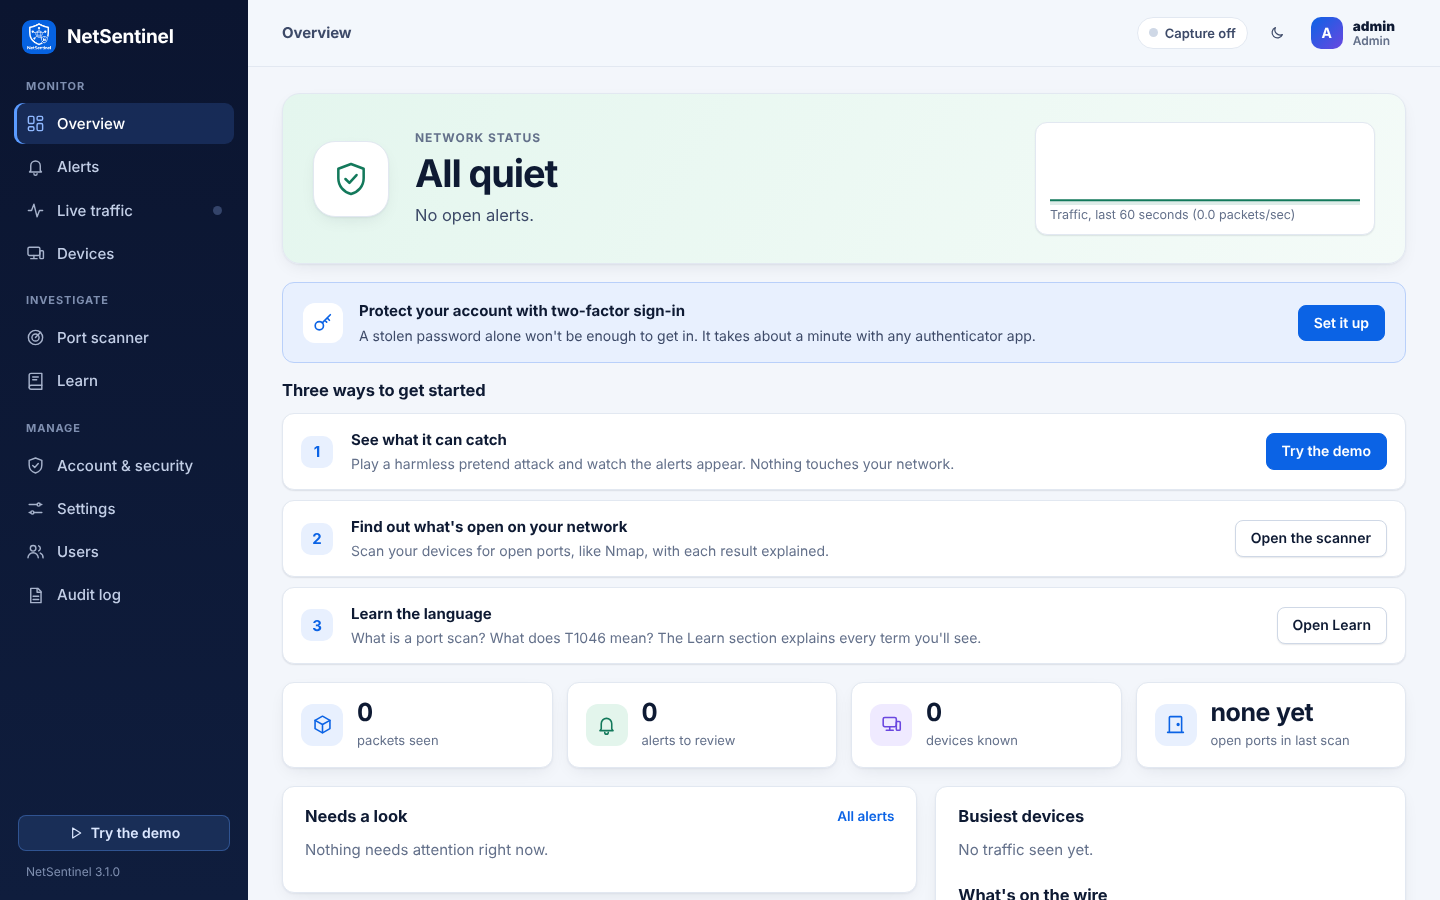 NetSentinel
NetSentinel
MONITOR
Overview
Alerts
Live traffic
Devices
INVESTIGATE
Port scanner
Learn
MANAGE
Account & security
Settings
Users
Audit log
Try the demo
NetSentinel 3.1.0
Overview
Capture off
A
admin
Admin
NETWORK STATUS
All quiet
No open alerts.
Traffic, last 60 seconds (0.0 packets/sec)
Protect your account with two-factor sign-in
A stolen password alone won't be enough to get in. It takes about a minute with any authenticator app.
Set it up
Three ways to get started
1
See what it can catch
Play a harmless pretend attack and watch the alerts appear. Nothing touches your network.
Try the demo
2
Find out what's open on your network
Scan your devices for open ports, like Nmap, with each result explained.
Open the scanner
3
Learn the language
What is a port scan? What does T1046 mean? The Learn section explains every term you'll see.
Open Learn
0
packets seen
0
alerts to review
0
devices known
none yet
open ports in last scan
Needs a look
All alerts
Nothing needs attention right now.
Busiest devices
No traffic seen yet.
What's on the wire